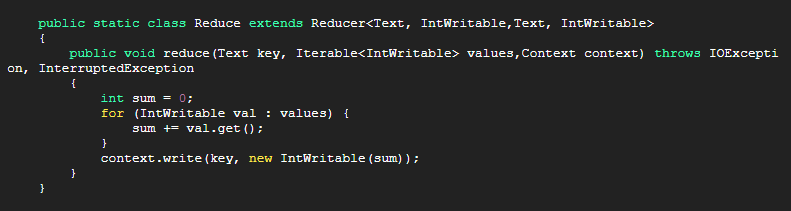 public static class Reduce extends Reducer<Text, IntWritable,Text, IntWritable>
{
public void reduce(Text key, Iterable<IntWritable> values,Context context) throws IOExcepti
on, InterruptedException
{
int sum = 0;
for (IntWritable val : values) {
sum += val.get();
}
context.write(key, new IntWritable(sum));
}
}